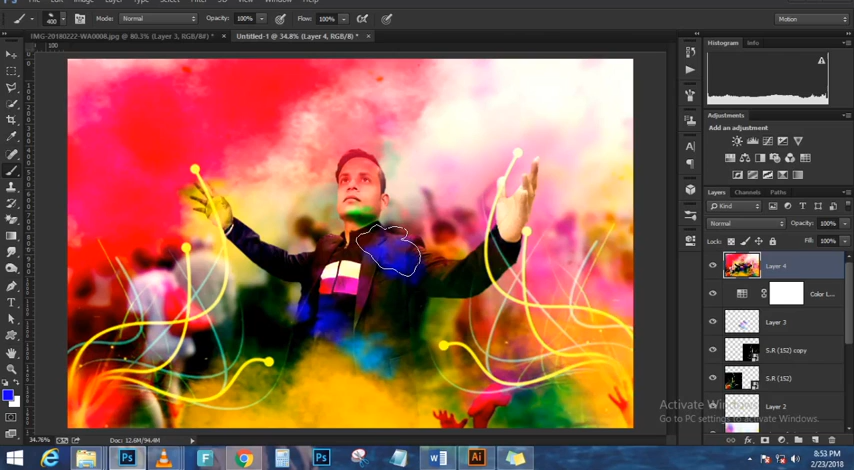 400
Mode: Normal
Opacity: 100%
Flow: 100%
Motion
IMG-20180222-WA0008.jpg @ 80.3% (Layer 3, RGB/8#) * ×
Untitled-1 @ 34.8% (Layer 4, RGB/8) * ×
100
Histogram Info
Adjustments
Add an adjustment
Layers Channels Paths
Kind
Normal Opacity: 100%
Lock: Fill: 100%
Layer 4
Color L...
Layer 3
S.R (152) copy
S.R (152)
Layer 2
Activate Windows
Go to PC settings to activate Windows.
34.76% Doc: 12.6M/94.4M
8:53 PM
2/23/2018